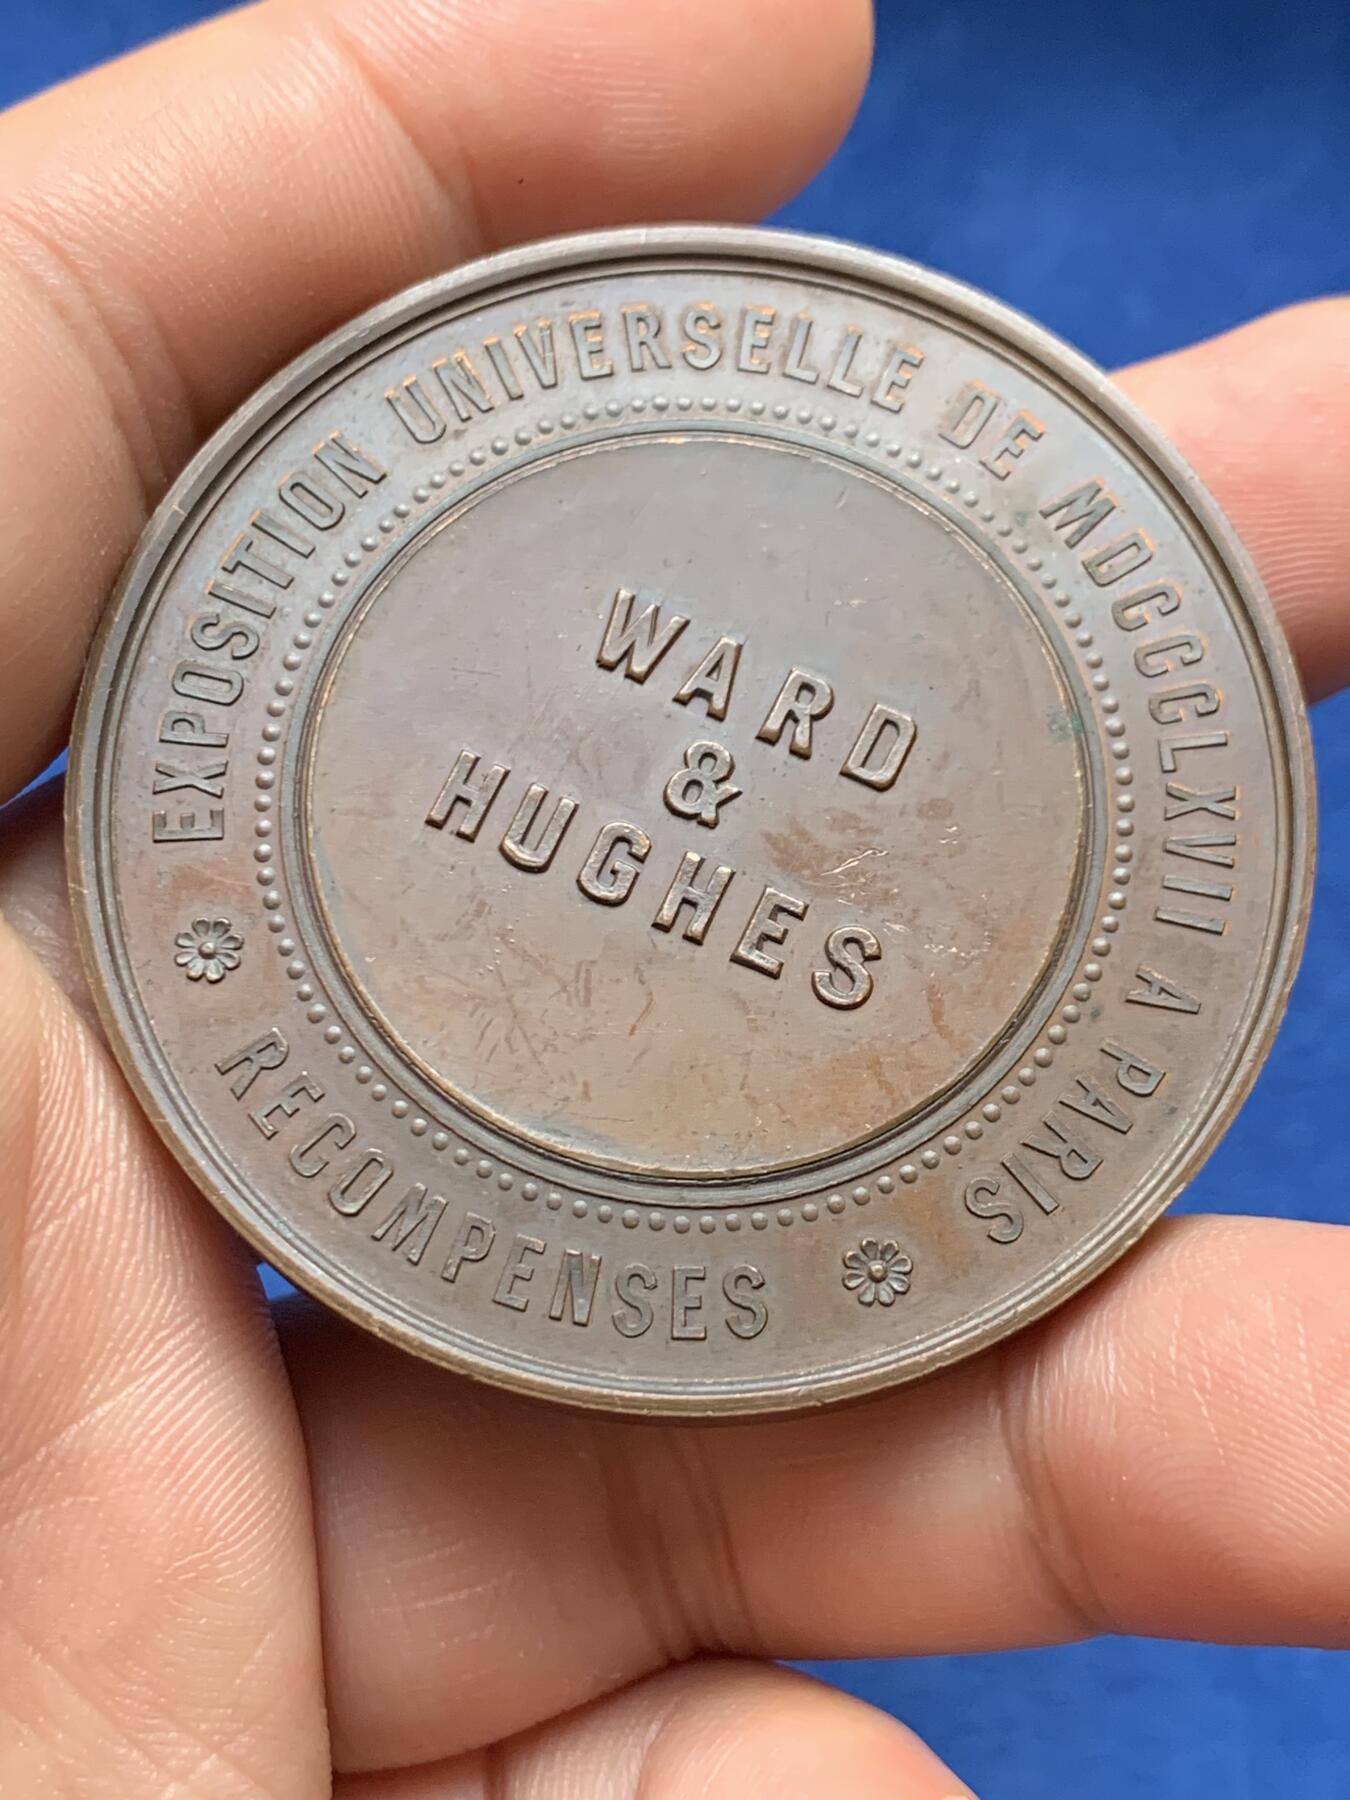 EXPOSITION UNIVERSELLE DE MDCCCLXVII A PARIS
RECOMPENSES
WARD
&
HUGHES